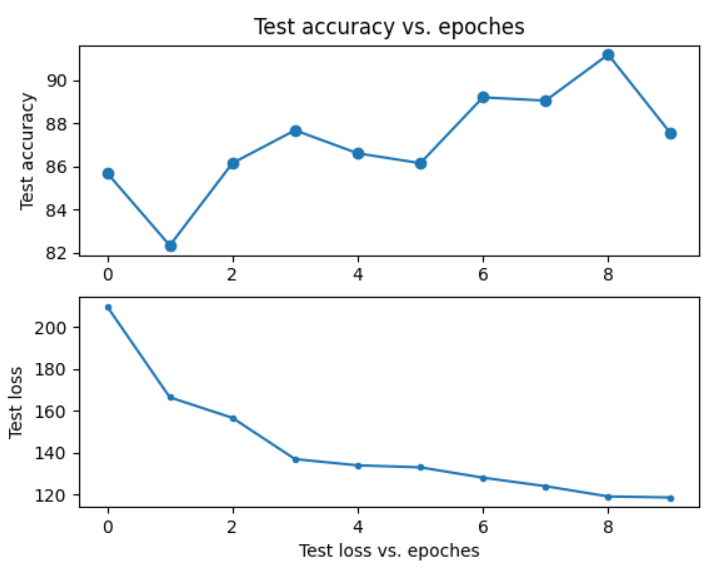 Test accuracy vs. epoches
90
88
86
84
82
Test accuracy
0 2 4 6 8
200
180
160
140
120
Test loss
0 2 4 6 8
Test loss vs. epoches